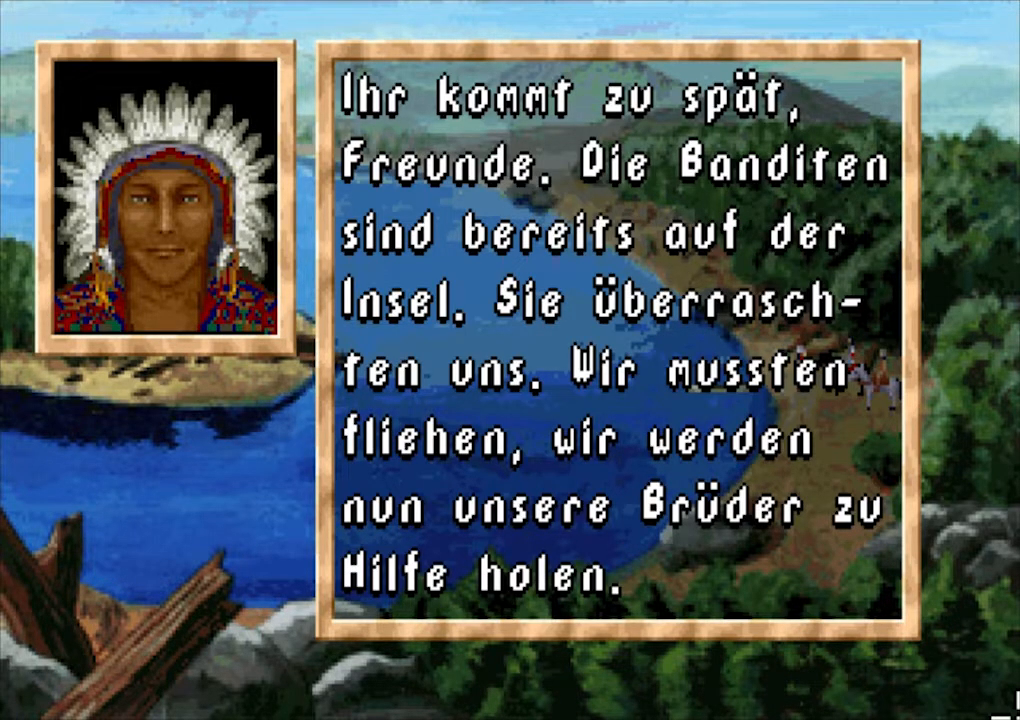 Ihr kommt zu spät,
Freunde. Die Banditen
sind bereits auf der
Insel. Sie überrasch-
ten uns. Wir mussten
fliehen, wir werden
nun unsere Brüder zu
Hilfe holen.